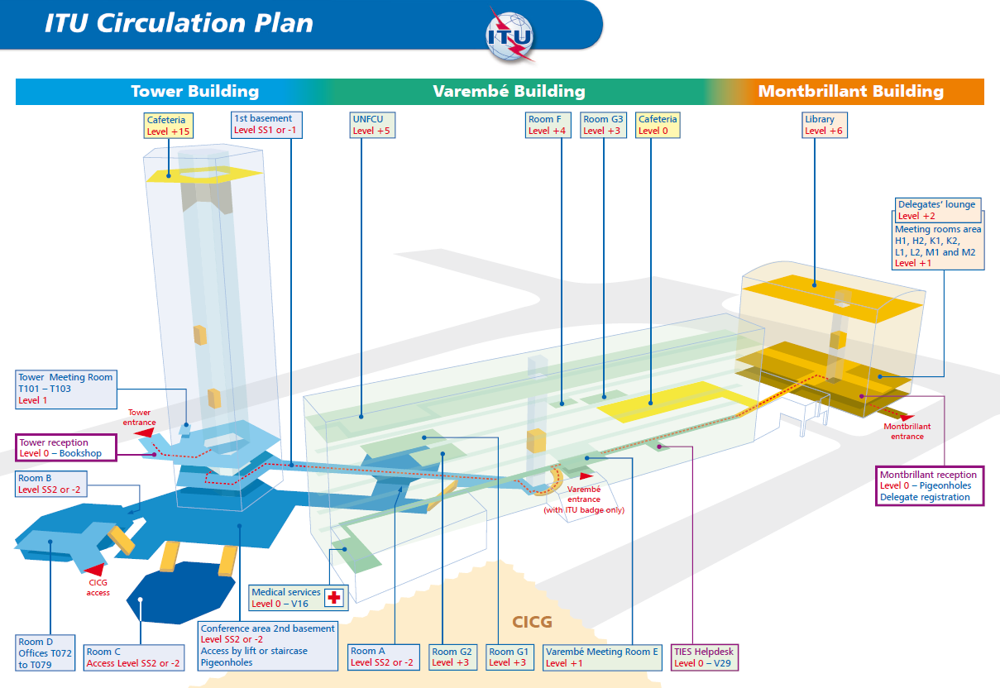 ITU Circulation Plan
ITU
Tower Building
Varembé Building
Montbrillant Building
Cafeteria
Level +15
1st basement
Level SS1 or -1
UNFCU
Level +5
Room F
Level +4
Room G3
Level +3
Cafeteria
Level 0
Library
Level +6
Delegates’ lounge
Level +2
Meeting rooms area
H1, H2, K1, K2,
L1, L2, M1 and M2
Level +1
Tower Meeting Room
T101 – T103
Level 1
Tower
entrance
Tower reception
Level 0 – Bookshop
Room B
Level SS2 or -2
Montbrillant
entrance
Montbrillant reception
Level 0 – Pigeonholes
Delegate registration
Varembé
entrance
(with ITU badge only)
CICG
access
Medical services
Level 0 – V16
CICG
Room D
Offices T072
to T079
Room C
Access Level SS2 or -2
Conference area 2nd basement
Level SS2 or -2
Access by lift or staircase
Pigeonholes
Room A
Level SS2 or -2
Room G2
Level +3
Room G1
Level +3
Varembé Meeting Room E
Level +1
TIES Helpdesk
Level 0 – V29